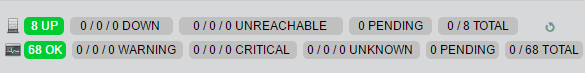 8 UP 0 / 0 / 0 DOWN 0 / 0 / 0 UNREACHABLE 0 PENDING 0 / 8 TOTAL
68 OK 0 / 0 / 0 WARNING 0 / 0 / 0 CRITICAL 0 / 0 / 0 UNKNOWN 0 PENDING 0 / 68 TOTAL